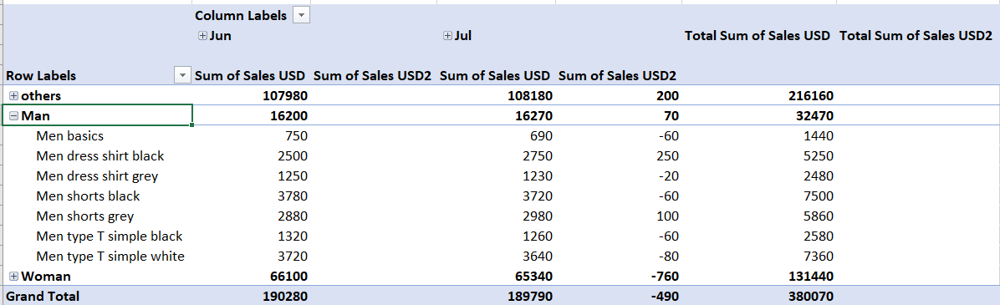 Column Labels
Jun Jul Total Sum of Sales USD Total Sum of Sales USD2
Row Labels Sum of Sales USD Sum of Sales USD2 Sum of Sales USD Sum of Sales USD2
others 107980 108180 200 216160
Man 16200 16270 70 32470
Men basics 750 690 -60 1440
Men dress shirt black 2500 2750 250 5250
Men dress shirt grey 1250 1230 -20 2480
Men shorts black 3780 3720 -60 7500
Men shorts grey 2880 2980 100 5860
Men type T simple black 1320 1260 -60 2580
Men type T simple white 3720 3640 -80 7360
Woman 66100 65340 -760 131440
Grand Total 190280 189790 -490 380070